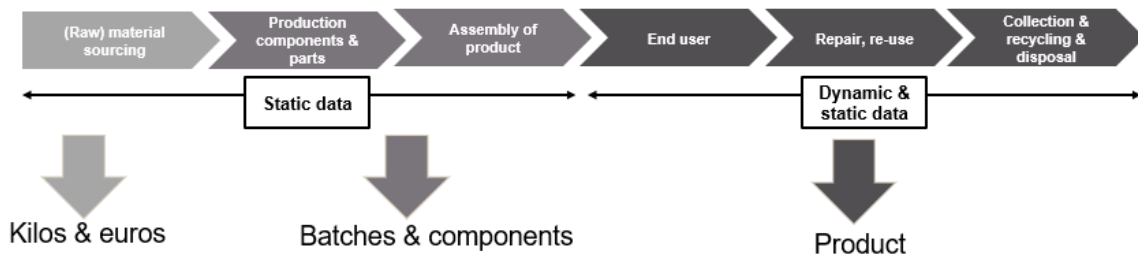 (Raw) material
sourcing
Production
components &
parts
Assembly of
product
End user
Repair, re-use
Collection &
recycling &
disposal
Static data
Dynamic &
static data
Kilos & euros
Batches & components
Product